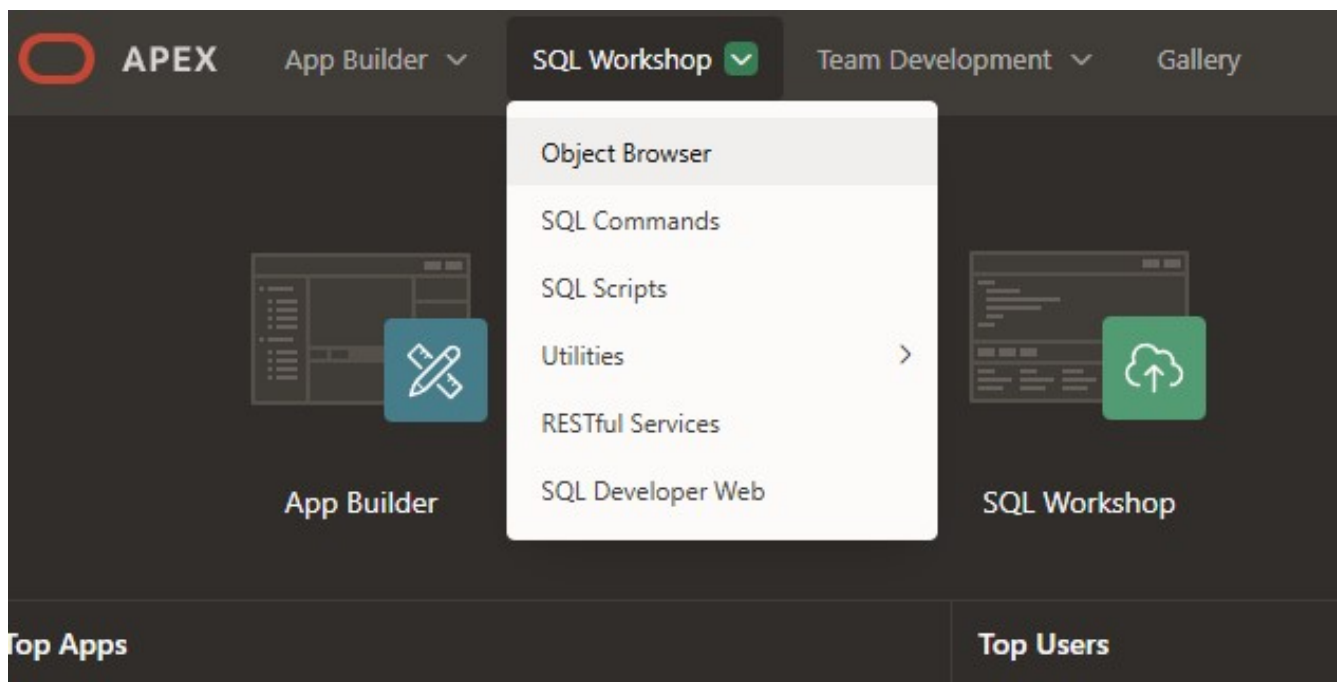 APEX App Builder SQL Workshop Team Development Gallery
Object Browser
SQL Commands
SQL Scripts
Utilities
RESTful Services
SQL Developer Web
App Builder
SQL Workshop
Top Apps
Top Users